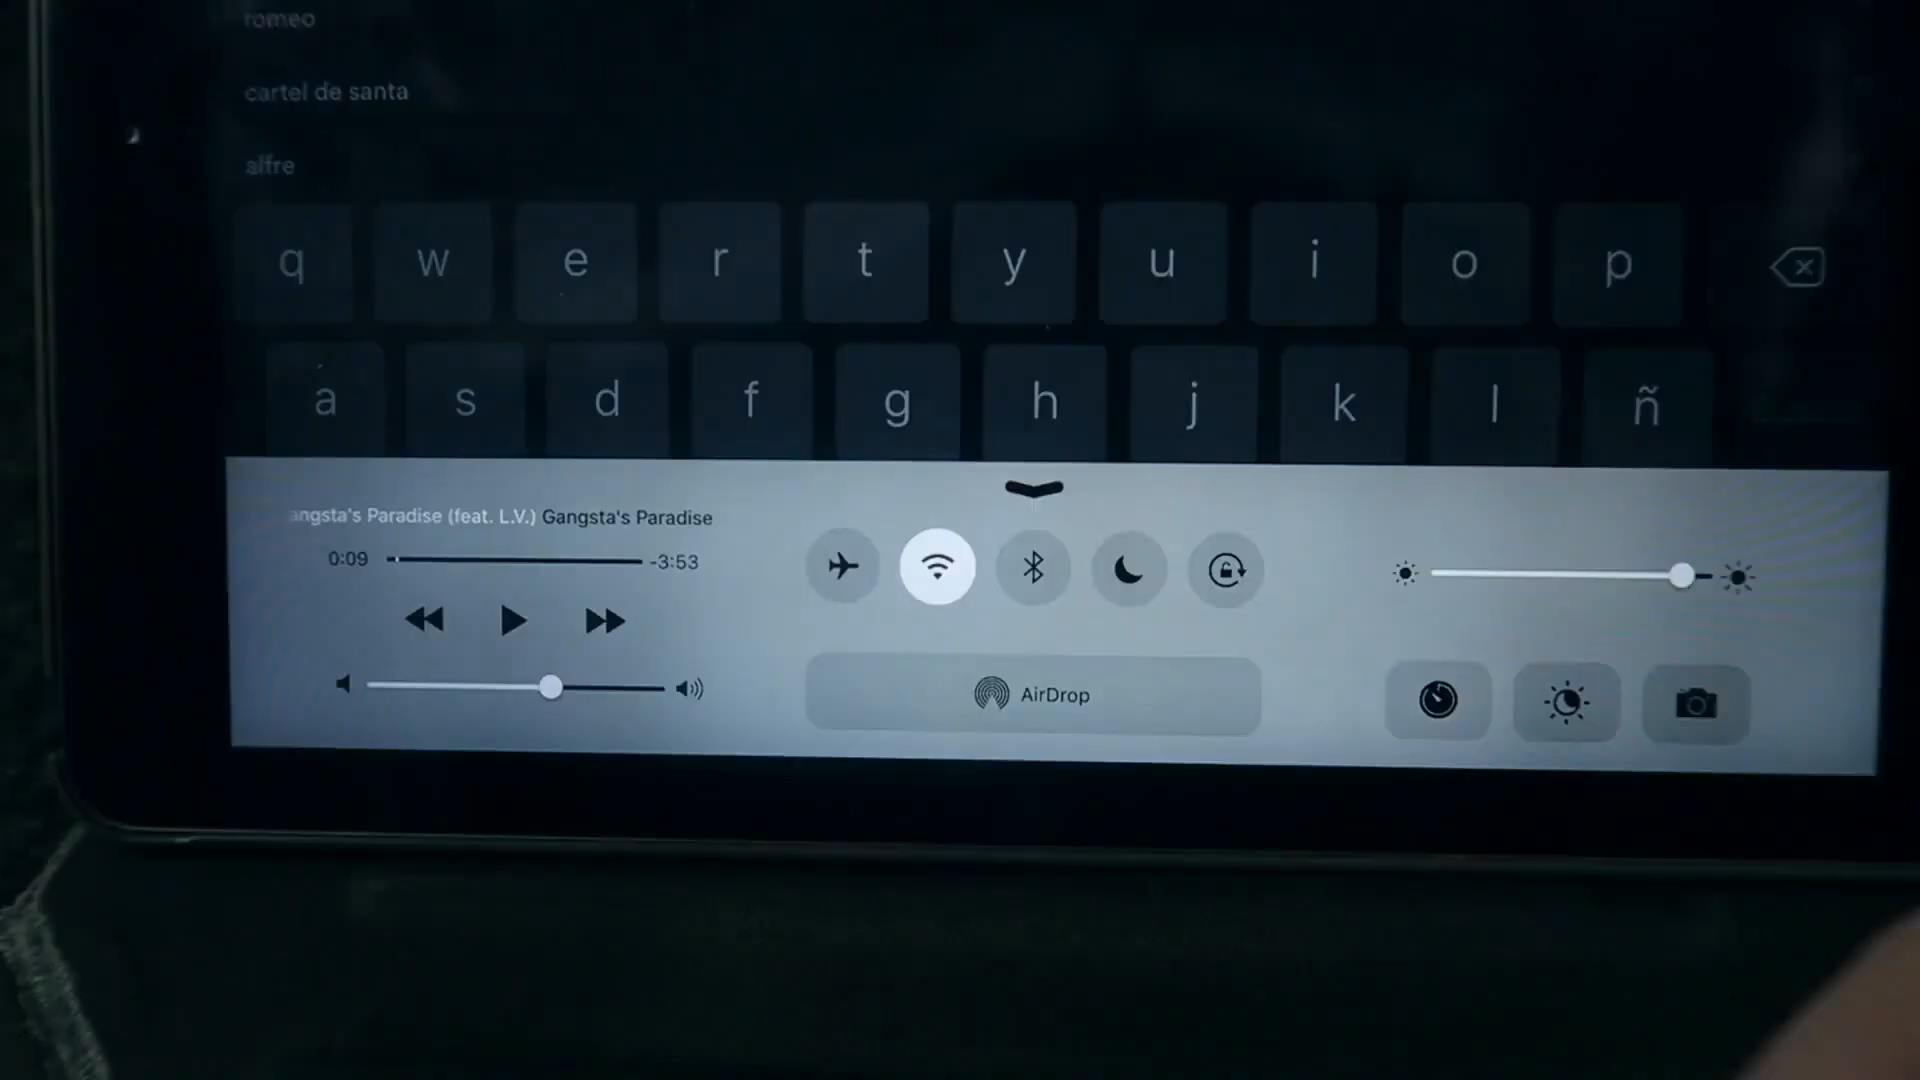 romeo
cartel de santa
alfre
q w e r t y u i o p
a s d f g h j k l ñ
angsta's Paradise (feat. L.V.) Gangsta's Paradise
0:09 -3:53
AirDrop